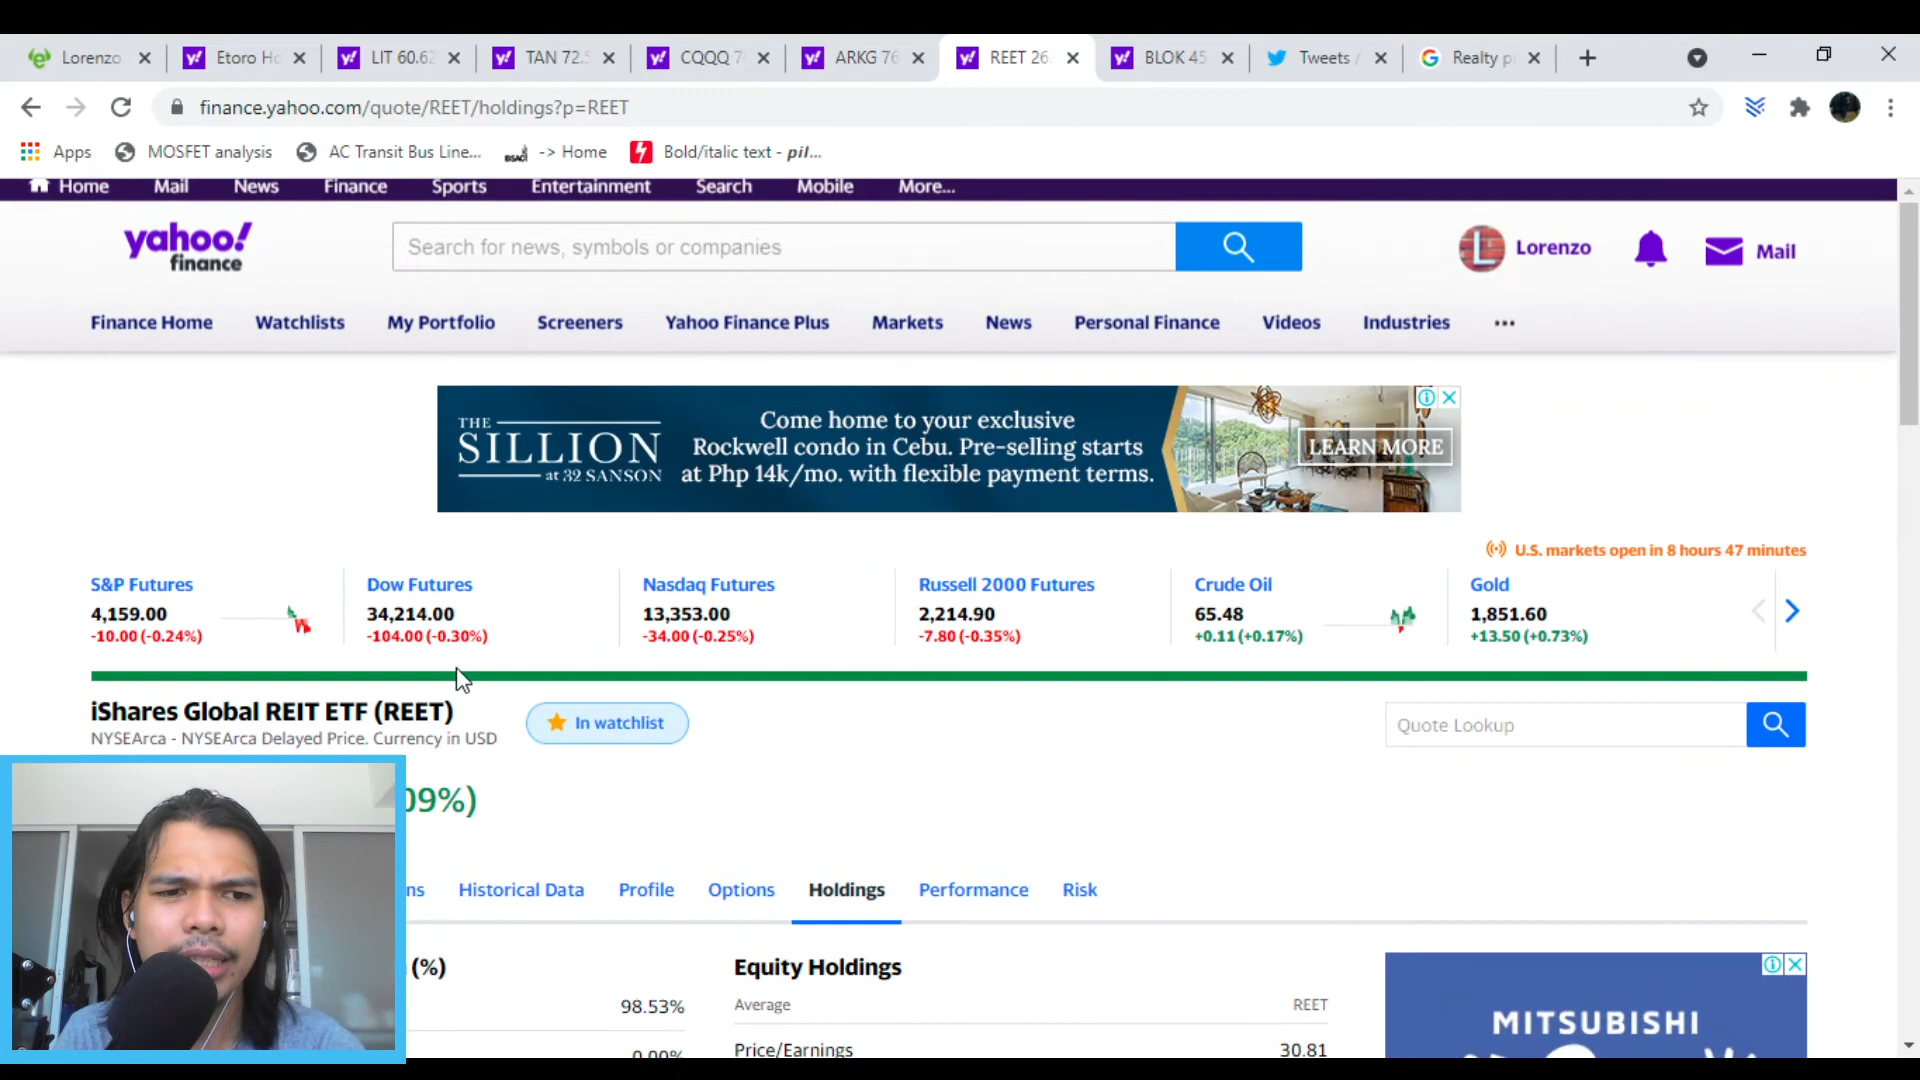 Lorenzo
Etoro Ho
LIT 60.62
TAN 72.5
CQQQ 7
ARKG 76
REET 26.
BLOK 45
Tweets /
Realty p
finance.yahoo.com/quote/REET/holdings?p=REET
Apps
MOSFET analysis
AC Transit Bus Line...
-> Home
Bold/italic text - pil...
Home
Mail
News
Finance
Sports
Entertainment
Search
Mobile
More...
yahoo!
finance
Search for news, symbols or companies
L
Lorenzo
Mail
Finance Home
Watchlists
My Portfolio
Screeners
Yahoo Finance Plus
Markets
News
Personal Finance
Videos
Industries
...
THE
SILLION
at 32 SANSON
Come home to your exclusive
Rockwell condo in Cebu. Pre-selling starts
at Php 14k/mo. with flexible payment terms.
LEARN MORE
U.S. markets open in 8 hours 47 minutes
S&P Futures
4,159.00
-10.00 (-0.24%)
Dow Futures
34,214.00
-104.00 (-0.30%)
Nasdaq Futures
13,353.00
-34.00 (-0.25%)
Russell 2000 Futures
2,214.90
-7.80 (-0.35%)
Crude Oil
65.48
+0.11 (+0.17%)
Gold
1,851.60
+13.50 (+0.73%)
iShares Global REIT ETF (REET)
NYSEArca - NYSEArca Delayed Price. Currency in USD
In watchlist
Quote Lookup
09%)
ns
Historical Data
Profile
Options
Holdings
Performance
Risk
(%)
98.53%
0.00%
Equity Holdings
Average
REET
Price/Earnings
30.81
MITSUBISHI